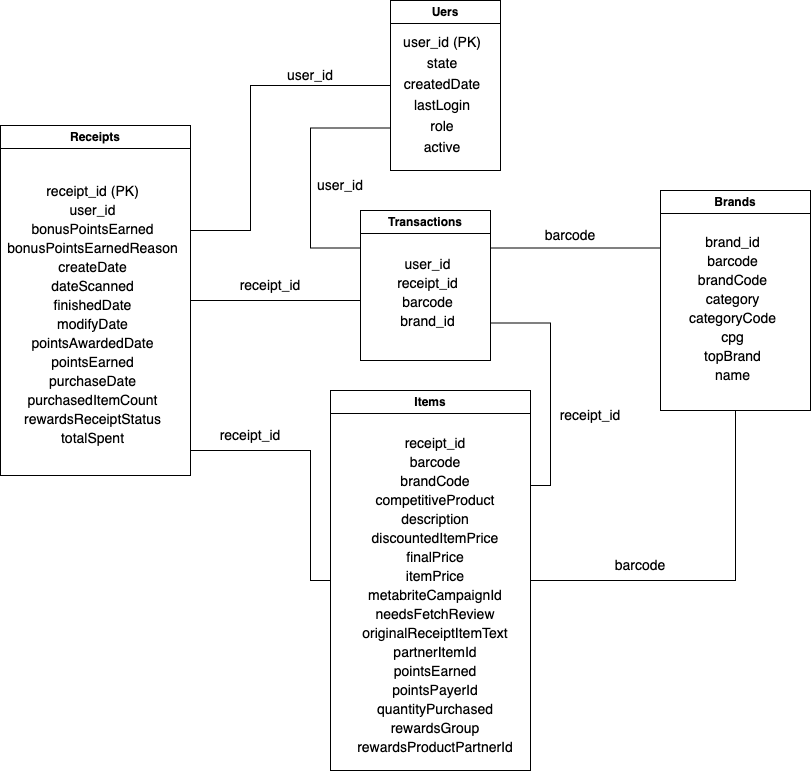 Uers
user_id (PK)
state
createdDate
lastLogin
role
active
user_id
user_id
Receipts
receipt_id (PK)
user_id
bonusPointsEarned
bonusPointsEarnedReason
createDate
dateScanned
finishedDate
modifyDate
pointsAwardedDate
pointsEarned
purchaseDate
purchasedItemCount
rewardsReceiptStatus
totalSpent
receipt_id
receipt_id
Transactions
user_id
receipt_id
barcode
brand_id
barcode
Brands
brand_id
barcode
brandCode
category
categoryCode
cpg
topBrand
name
receipt_id
barcode
Items
receipt_id
barcode
brandCode
competitiveProduct
description
discountedItemPrice
finalPrice
itemPrice
metabriteCampaignId
needsFetchReview
originalReceiptItemText
partnerItemId
pointsEarned
pointsPayerId
quantityPurchased
rewardsGroup
rewardsProductPartnerId